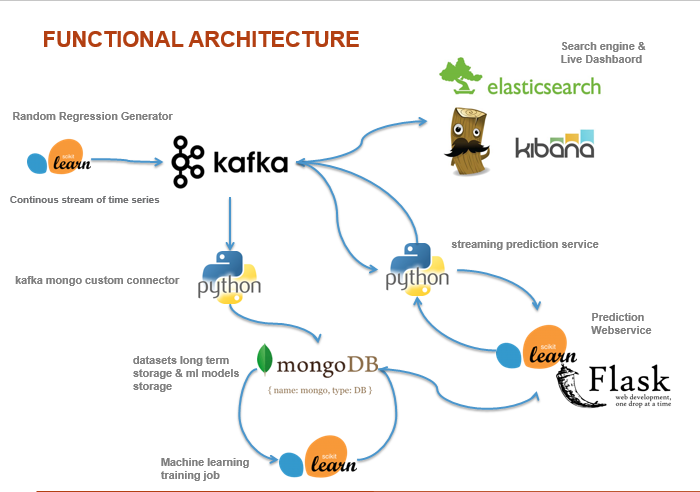 FUNCTIONAL ARCHITECTURE
Search engine &
Live Dashbaord
elasticsearch
Random Regression Generator
scikit
learn
kafka
kibana
Continous stream of time series
streaming prediction service
kafka mongo custom connector
python
python
Prediction
Webservice
scikit
learn
datasets long term
storage & ml models
storage
mongoDB
{ name: mongo, type: DB }
Flask
web development,
one drop at a time
Machine learning
training job
scikit
learn